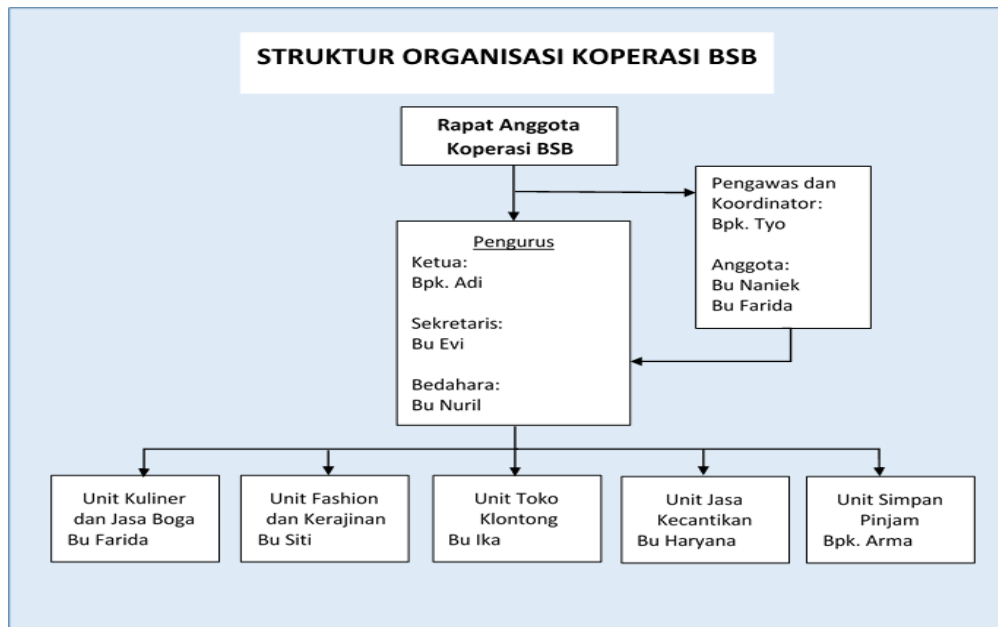 STRUKTUR ORGANISASI KOPERASI BSB
Rapat Anggota
Koperasi BSB
Pengawas dan
Koordinator:
Bpk. Tyo
Anggota:
Bu Naniek
Bu Farida
Pengurus
Ketua:
Bpk. Adi
Sekretaris:
Bu Evi
Bedahara:
Bu Nuril
Unit Kuliner
dan Jasa Boga
Bu Farida
Unit Fashion
dan Kerajinan
Bu Siti
Unit Toko
Klontong
Bu Ika
Unit Jasa
Kecantikan
Bu Haryana
Unit Simpan
Pinjam
Bpk. Arma